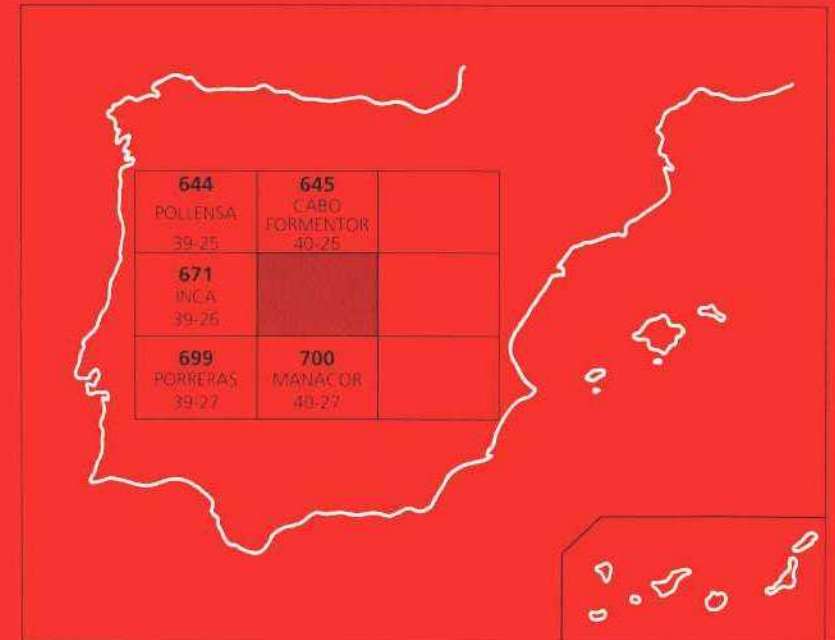 644
POLLENSA
39-25
645
CABO
FORMENTOR
40-25
671
INCA
39-26
699
PORRERAS
39-27
700
MANACOR
40-27